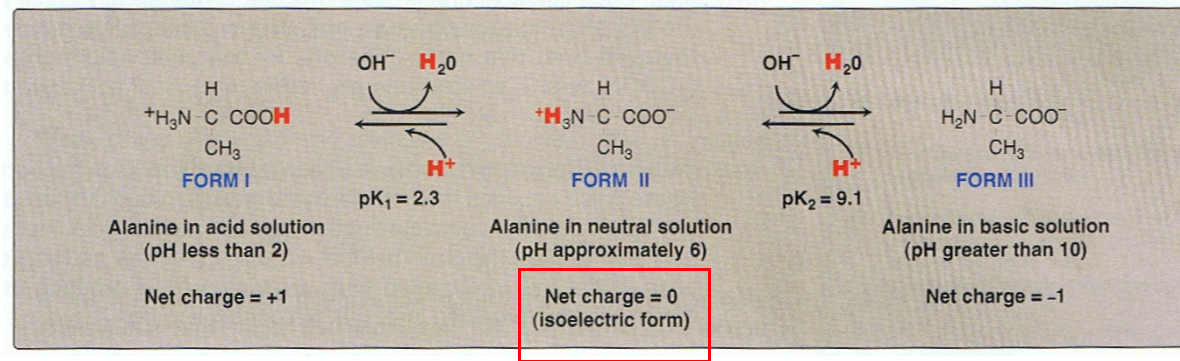 OH⁻ H₂0
OH⁻ H₂0
H
⁺H₃N-C COOH
CH₃
FORM I
H⁺
pK₁ = 2.3
H
⁺H₃N-C-COO⁻
CH₃
FORM II
H⁺
pK₂ = 9.1
H
H₂N-C-COO⁻
CH₃
FORM III
Alanine in acid solution
(pH less than 2)
Net charge = +1
Alanine in neutral solution
(pH approximately 6)
Net charge = 0
(isoelectric form)
Alanine in basic solution
(pH greater than 10)
Net charge = –1